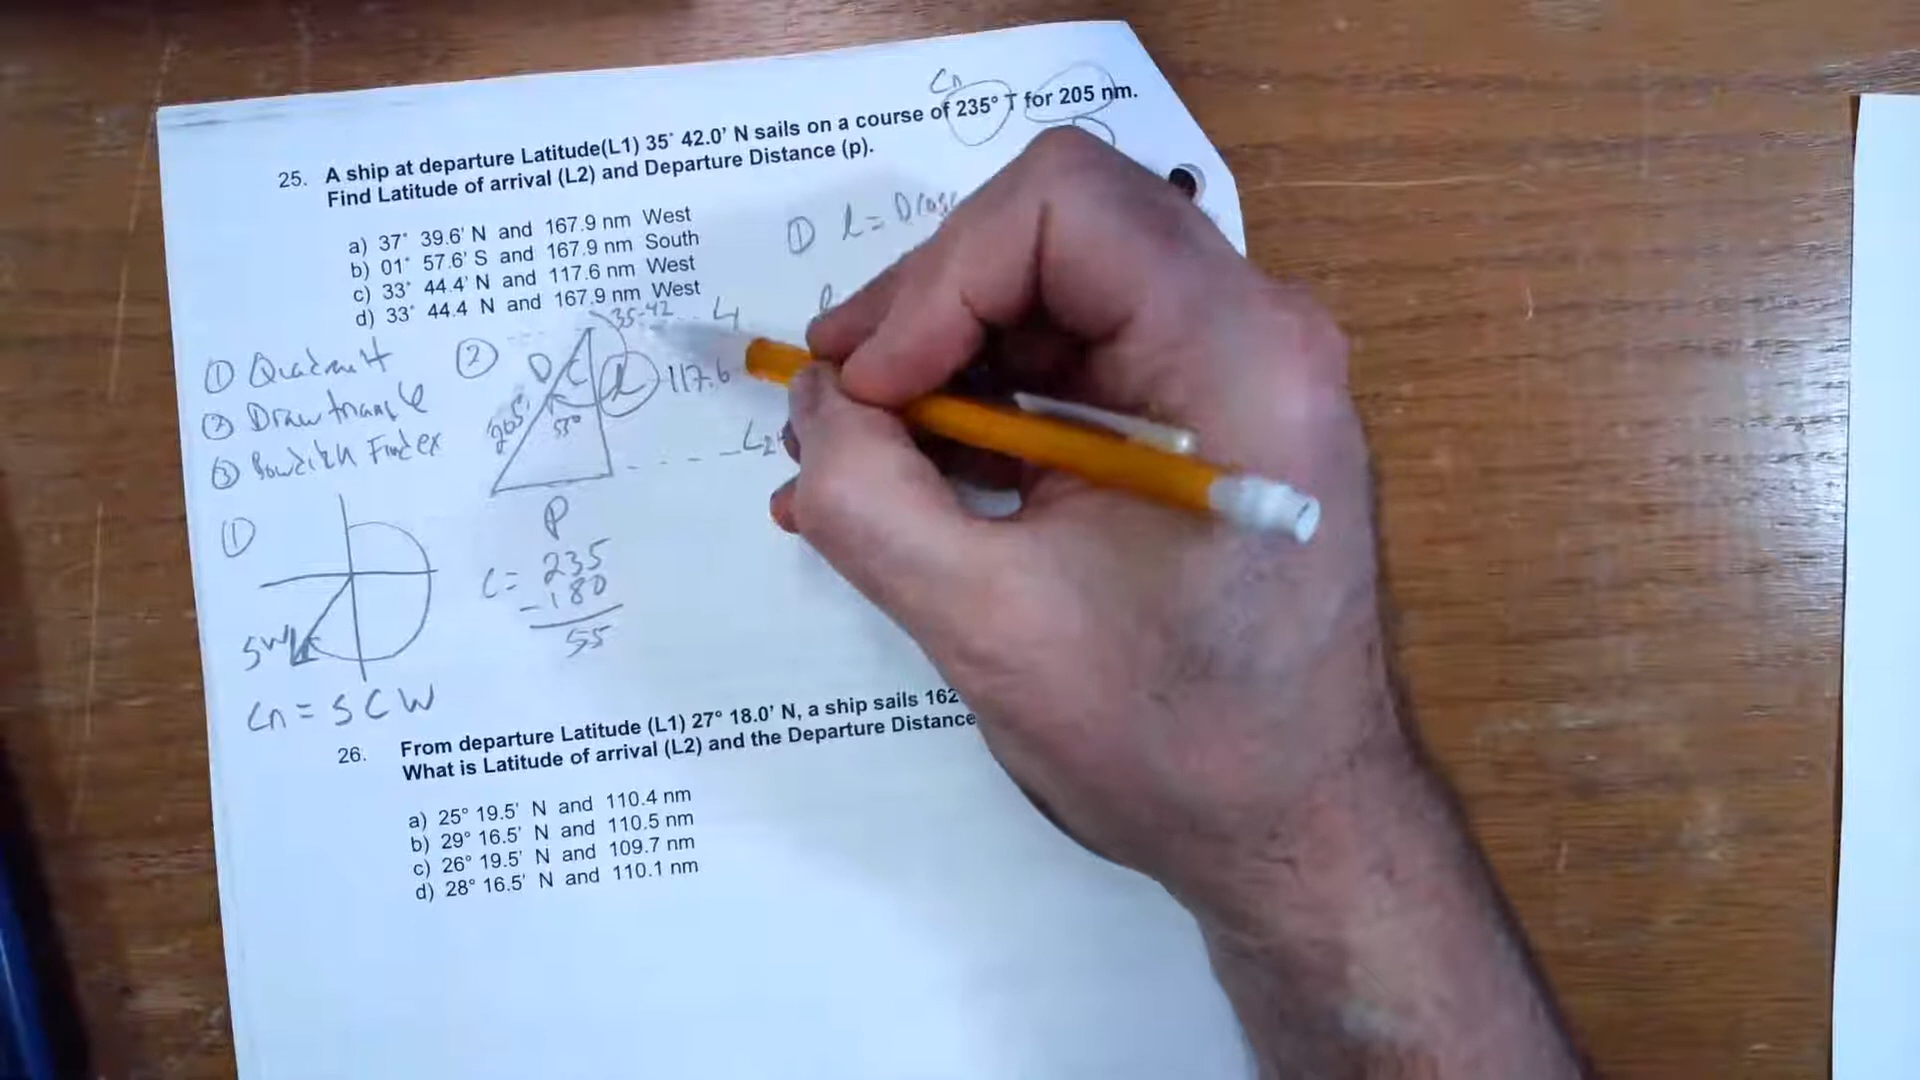 Cn
25. A ship at departure Latitude(L1) 35° 42.0' N sails on a course of 235° T for 205 nm.
Find Latitude of arrival (L2) and Departure Distance (p).
a) 37° 39.6' N and 167.9 nm West
b) 01° 57.6' S and 167.9 nm South
c) 33° 44.4' N and 117.6 nm West
d) 33° 44.4 N and 167.9 nm West
① l = D cos
35-42 L1
① Quadrant
② Draw triangle
③ Bowditch Index
②
D C l 117.6
205 55°
L2
P
①
C = 235
- 180
55
SW
Cn = S C W
26. From departure Latitude (L1) 27° 18.0' N, a ship sails 162
What is Latitude of arrival (L2) and the Departure Distance
a) 25° 19.5' N and 110.4 nm
b) 29° 16.5' N and 110.5 nm
c) 26° 19.5' N and 109.7 nm
d) 28° 16.5' N and 110.1 nm